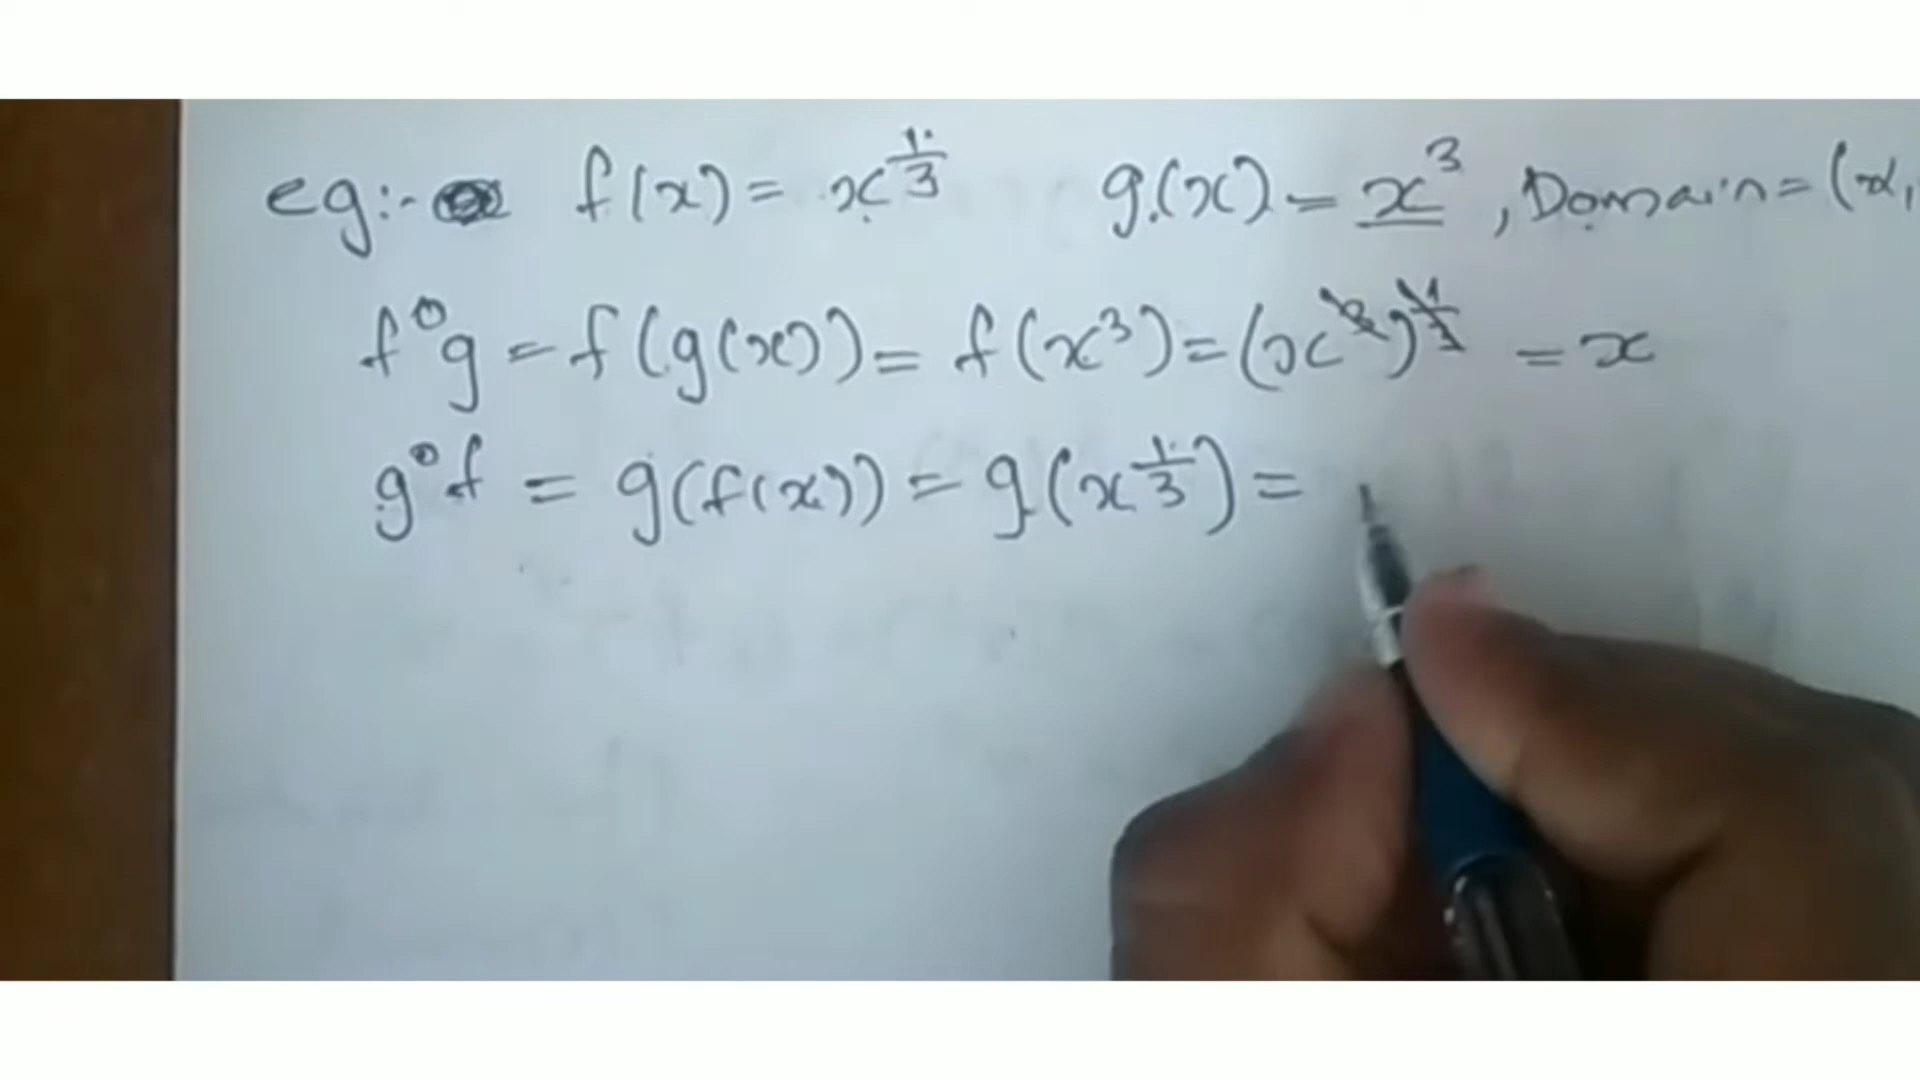 eg:- f(x) = x^{1/3} g(x) = x^3, Domain = (α,
f∘g = f(g(x)) = f(x^3) = (x^3)^{1/3} = x
g∘f = g(f(x)) = g(x^{1/3}) =